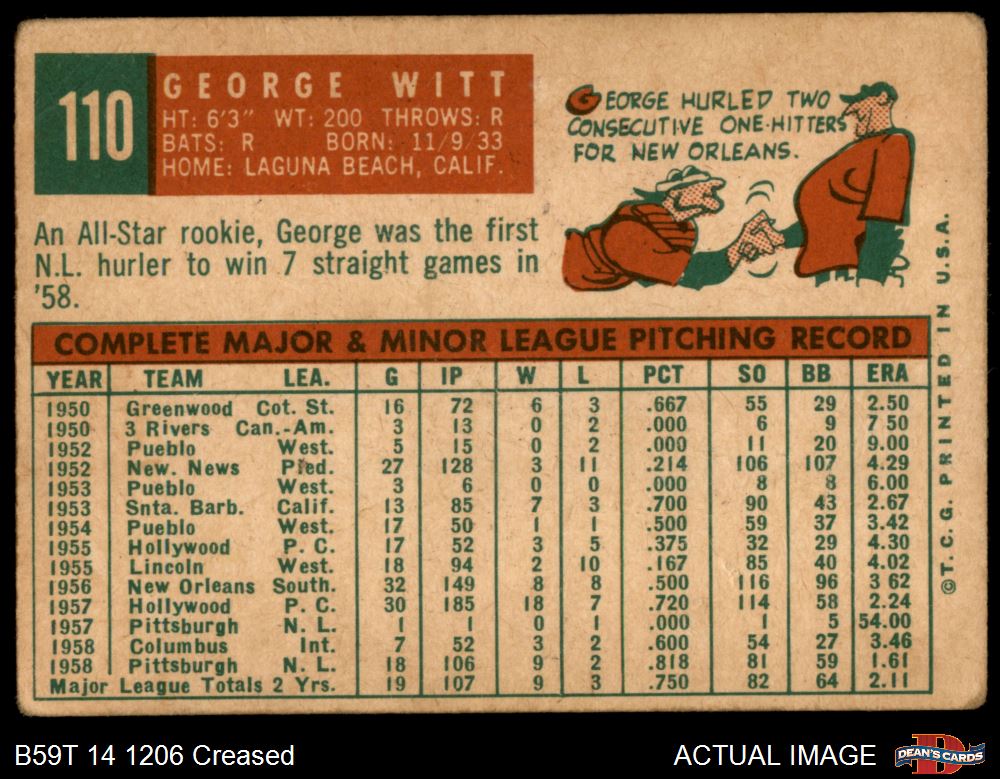 110
GEORGE WITT
HT: 6'3" WT: 200 THROWS: R
BATS: R BORN: 11/9/33
HOME: LAGUNA BEACH, CALIF.
GEORGE HURLED TWO
CONSECUTIVE ONE-HITTERS
FOR NEW ORLEANS.
An All-Star rookie, George was the first
N.L. hurler to win 7 straight games in
'58.
COMPLETE MAJOR & MINOR LEAGUE PITCHING RECORD
YEAR TEAM LEA. G IP W L PCT SO BB ERA
1950 Greenwood Cot. St. 16 72 6 3 .667 55 29 2.50
1950 3 Rivers Can.-Am. 3 13 0 2 .000 6 9 7 50
1952 Pueblo West. 5 15 0 2 .000 11 20 9.00
1952 New. News Pied. 27 128 3 11 .214 106 107 4.29
1953 Pueblo West. 3 6 0 0 .000 8 8 6.00
1953 Snta. Barb. Calif. 13 85 7 3 .700 90 43 2.67
1954 Pueblo West. 17 50 1 1 .500 59 37 3.42
1955 Hollywood P. C. 17 52 3 5 .375 32 29 4.30
1955 Lincoln West. 18 94 2 10 .167 85 40 4.02
1956 New Orleans South. 32 149 8 8 .500 116 96 3 62
1957 Hollywood P. C. 30 185 18 7 .720 114 58 2.24
1957 Pittsburgh N. L. 1 1 0 1 .000 1 5 54.00
1958 Columbus Int. 7 52 3 2 .600 54 27 3.46
1958 Pittsburgh N. L. 18 106 9 2 .818 81 59 1.61
Major League Totals 2 Yrs. 19 107 9 3 .750 82 64 2.11
©T.C.G. PRINTED IN U.S.A.
B59T 14 1206 Creased
ACTUAL IMAGE
DEAN'S CARDS